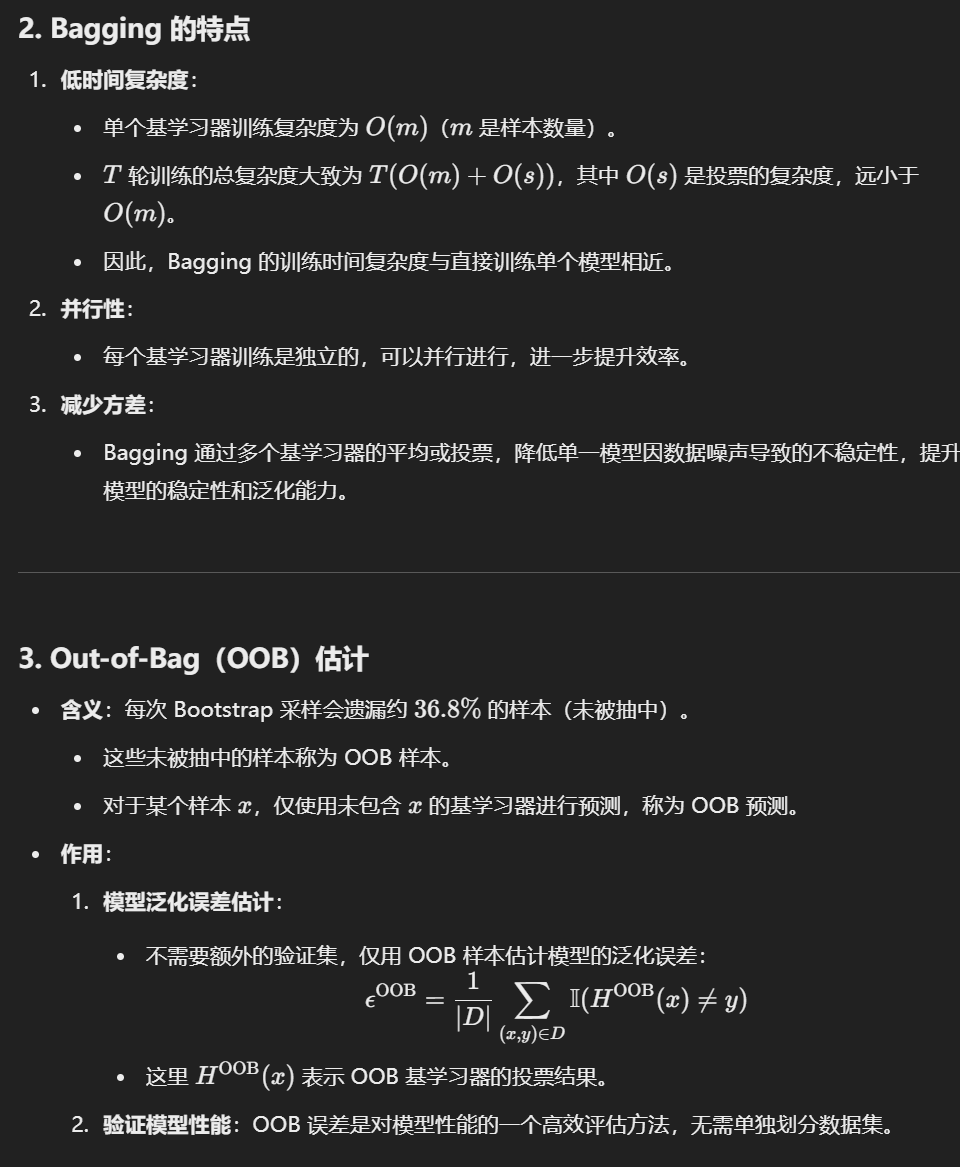 2. Bagging 的特点
1. 低时间复杂度：
• 单个基学习器训练复杂度为 O(m)（m 是样本数量）。
• T 轮训练的总复杂度大致为 T(O(m) + O(s))，其中 O(s) 是投票的复杂度，远小于
O(m)。
• 因此，Bagging 的训练时间复杂度与直接训练单个模型相近。
2. 并行性：
• 每个基学习器训练是独立的，可以并行进行，进一步提升效率。
3. 减少方差：
• Bagging 通过多个基学习器的平均或投票，降低单一模型因数据噪声导致的不稳定性，提升
模型的稳定性和泛化能力。
3. Out-of-Bag（OOB）估计
• 含义：每次 Bootstrap 采样会遗漏约 36.8% 的样本（未被抽中）。
• 这些未被抽中的样本称为 OOB 样本。
• 对于某个样本 x，仅使用未包含 x 的基学习器进行预测，称为 OOB 预测。
• 作用：
1. 模型泛化误差估计：
• 不需要额外的验证集，仅用 OOB 样本估计模型的泛化误差：
ϵ^OOB = 1/|D| ∑_(x,y)∈D 𝕀(H^OOB(x) ≠ y)
• 这里 H^OOB(x) 表示 OOB 基学习器的投票结果。
2. 验证模型性能：OOB 误差是对模型性能的一个高效评估方法，无需单独划分数据集。